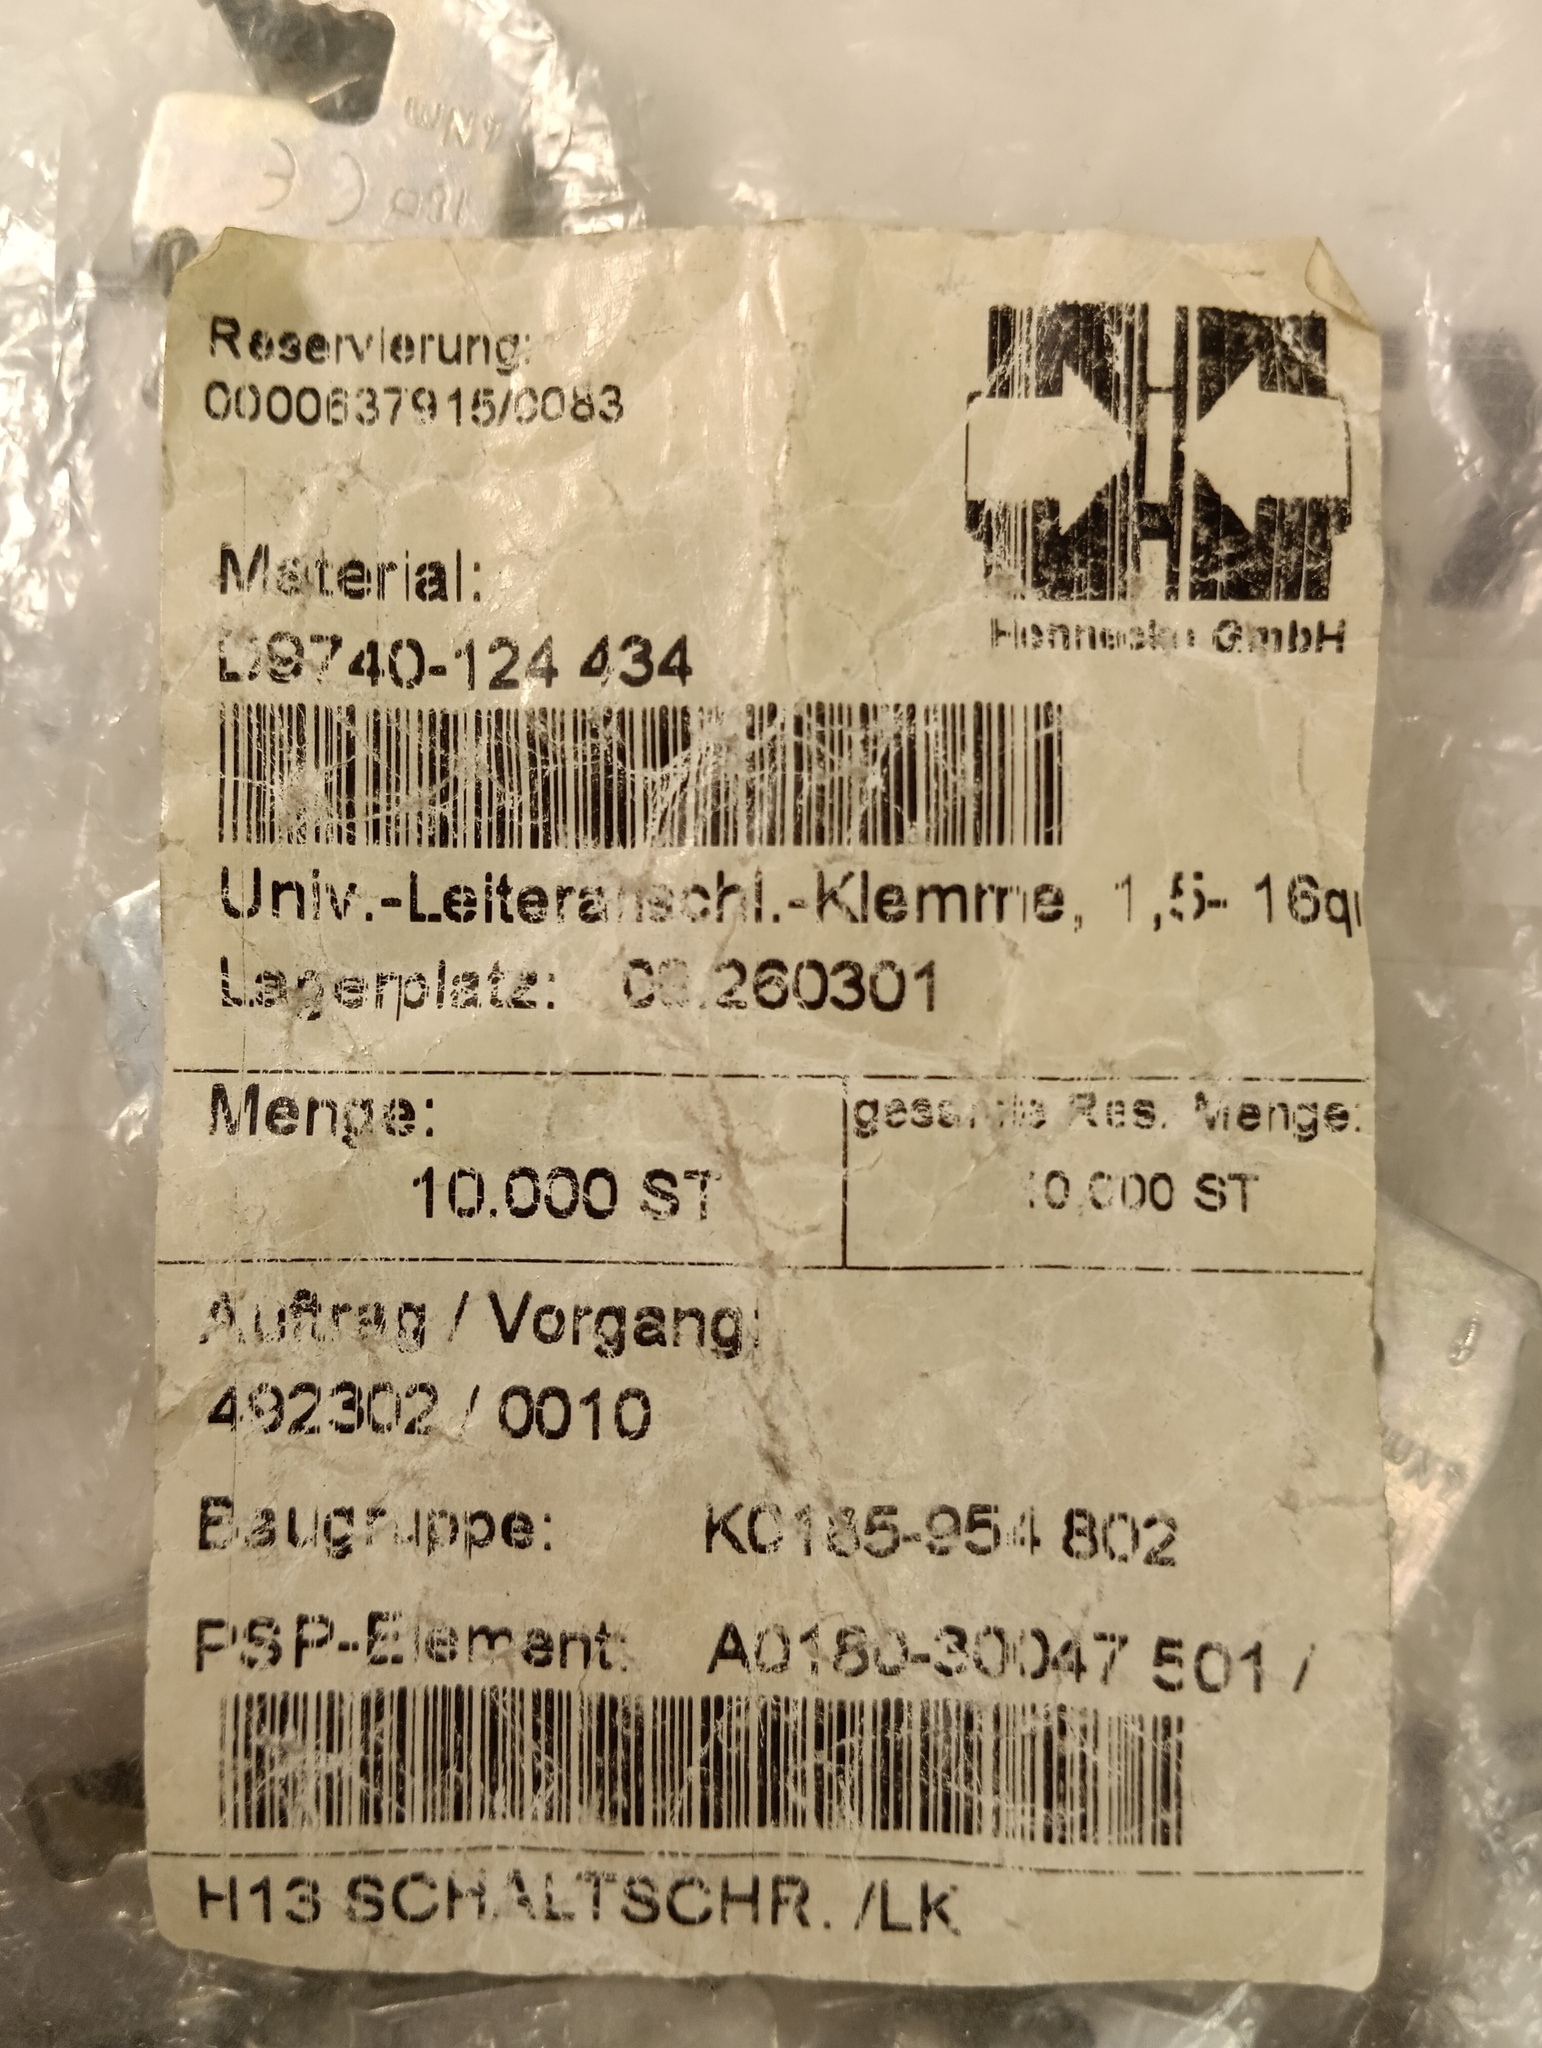 Reservierung:
0000637915/0083
Material:
D9740-124 434
Hennecke GmbH
Univ.-Leiteranschl.-Klemme, 1,5- 16q
Lagerplatz: .260301
Menge:
10.000 ST
gesamte Res. Menge:
10,000 ST
Auftrag / Vorgang:
492302 / 0010
Baugruppe: K0185-954 802
PSP-Element: A0180-30047 501 /
H13 SCHALTSCHR. /LK